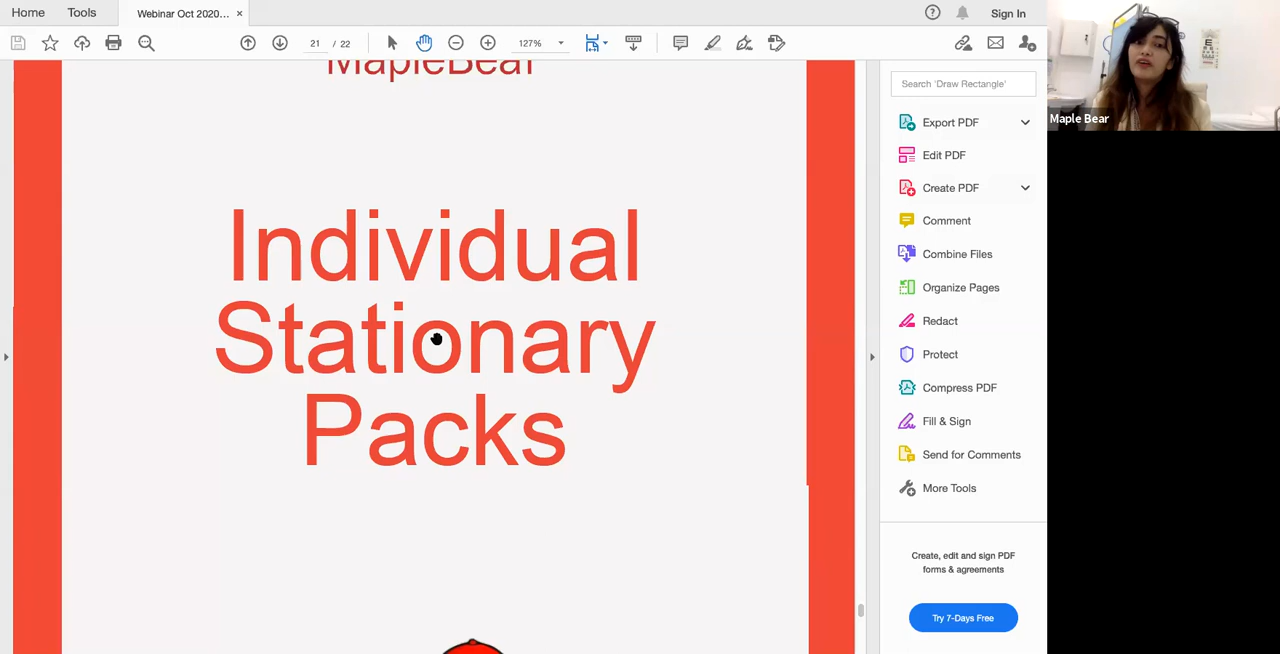 Home Tools Webinar Oct 2020... × Sign In
21 / 22 127%
MapleBear
Individual
Stationary
Packs
Search 'Draw Rectangle'
Export PDF
Edit PDF
Create PDF
Comment
Combine Files
Organize Pages
Redact
Protect
Compress PDF
Fill & Sign
Send for Comments
More Tools
Create, edit and sign PDF
forms & agreements
Try 7-Days Free
Maple Bear